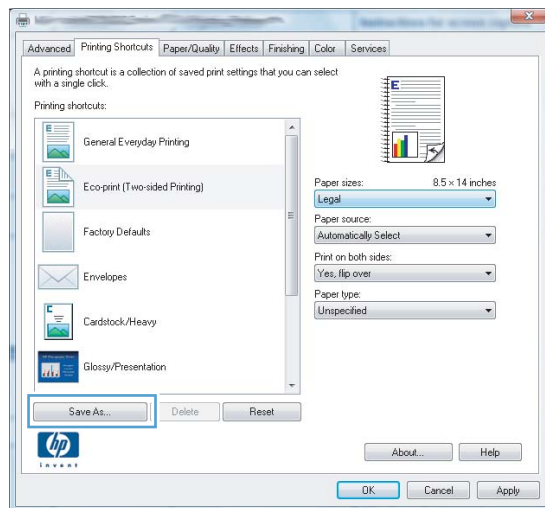 Advanced Printing Shortcuts Paper/Quality Effects Finishing Color Services
A printing shortcut is a collection of saved print settings that you can select
with a single click.
Printing shortcuts:
General Everyday Printing
Eco-print (Two-sided Printing)
Factory Defaults
Envelopes
Cardstock/Heavy
Glossy/Presentation
E
Paper sizes: 8.5 × 14 inches
Legal
Paper source:
Automatically Select
Print on both sides:
Yes, flip over
Paper type:
Unspecified
Save As... Delete Reset
hp
invent
About... Help
OK Cancel Apply